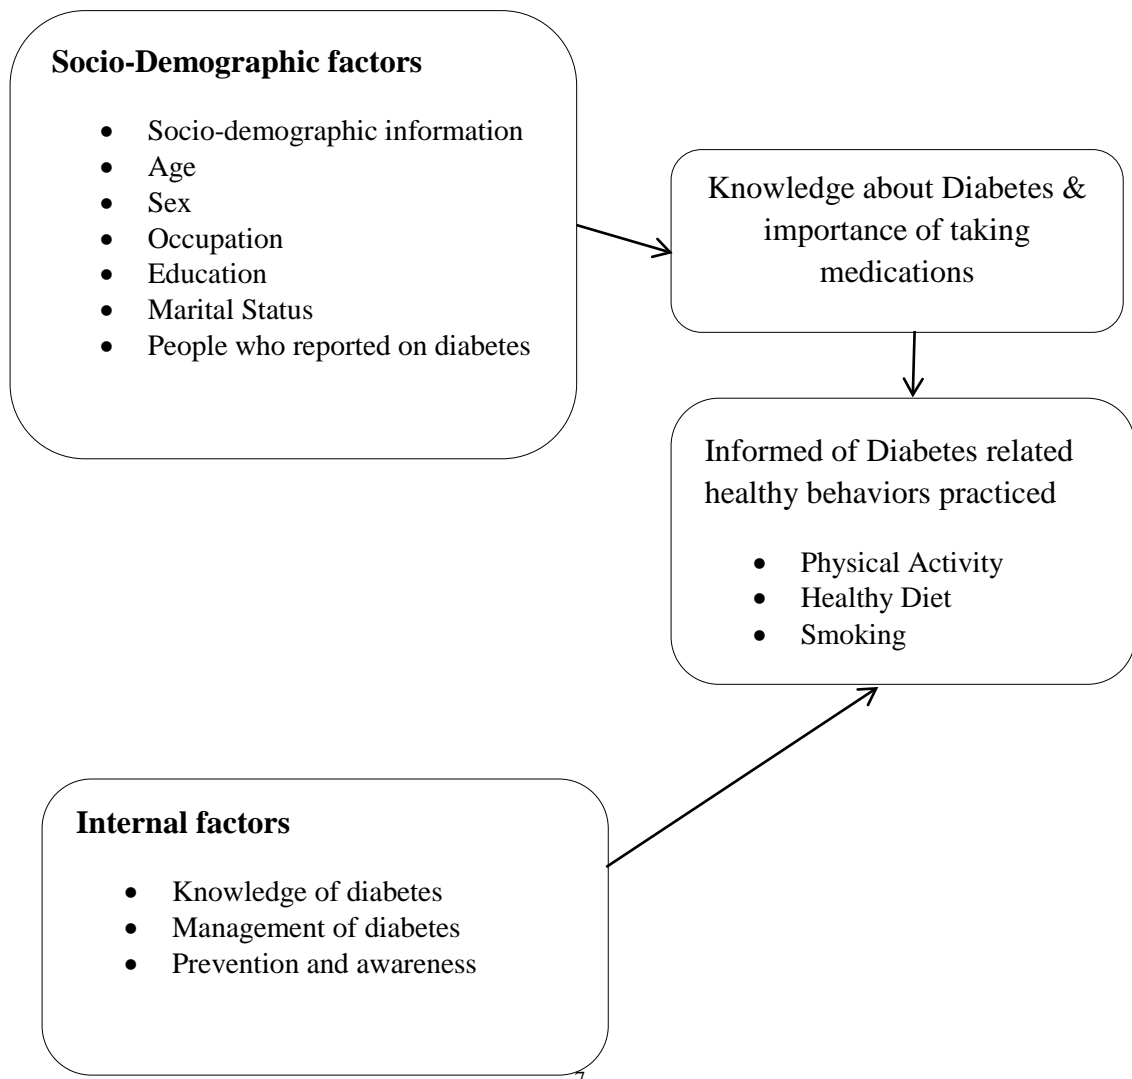 Socio-Demographic factors
• Socio-demographic information
• Age
• Sex
• Occupation
• Education
• Marital Status
• People who reported on diabetes
Knowledge about Diabetes &
importance of taking
medications
Informed of Diabetes related
healthy behaviors practiced
• Physical Activity
• Healthy Diet
• Smoking
Internal factors
• Knowledge of diabetes
• Management of diabetes
• Prevention and awareness